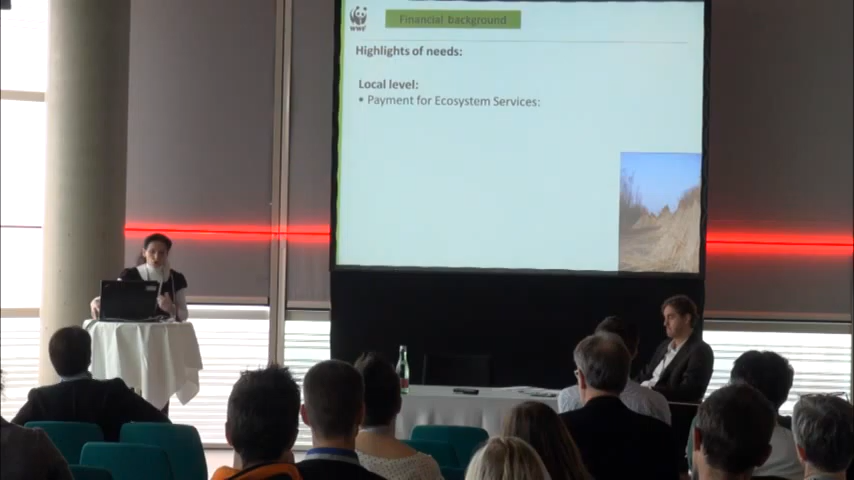 WWF
Financial background
Highlights of needs:
Local level:
• Payment for Ecosystem Services: